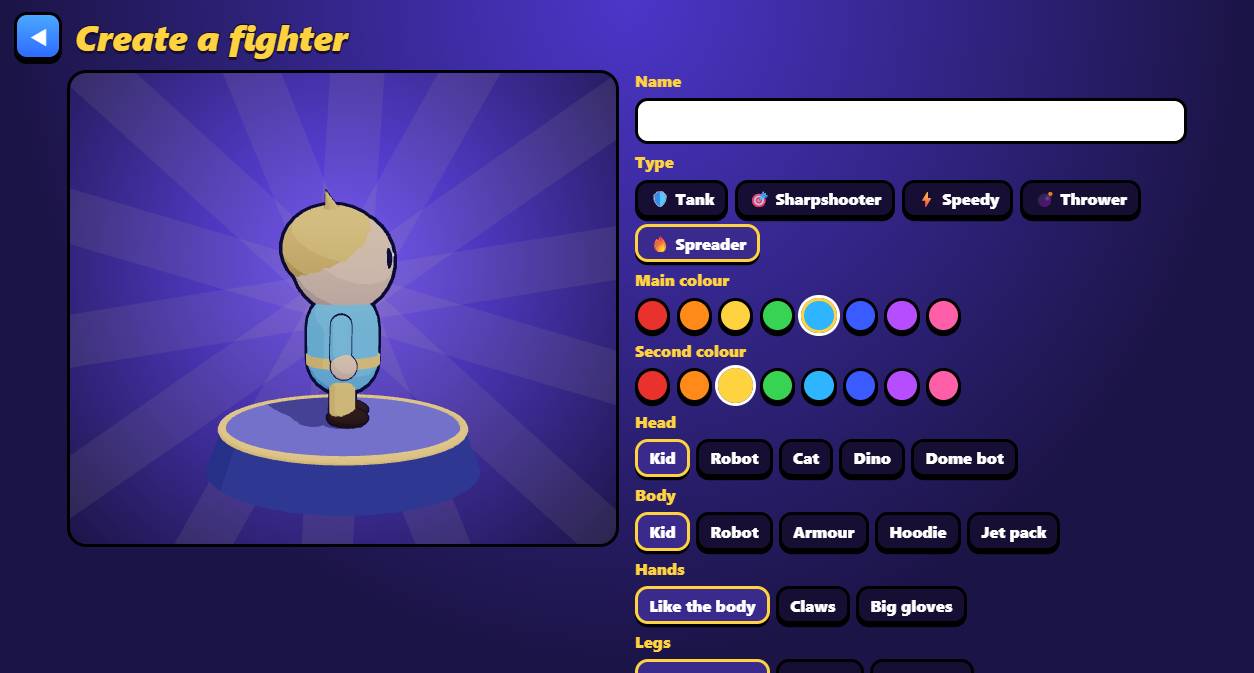 Create a fighter
Name
Type
Tank Sharpshooter Speedy Thrower
Spreader
Main colour
Second colour
Head
Kid Robot Cat Dino Dome bot
Body
Kid Robot Armour Hoodie Jet pack
Hands
Like the body Claws Big gloves
Legs